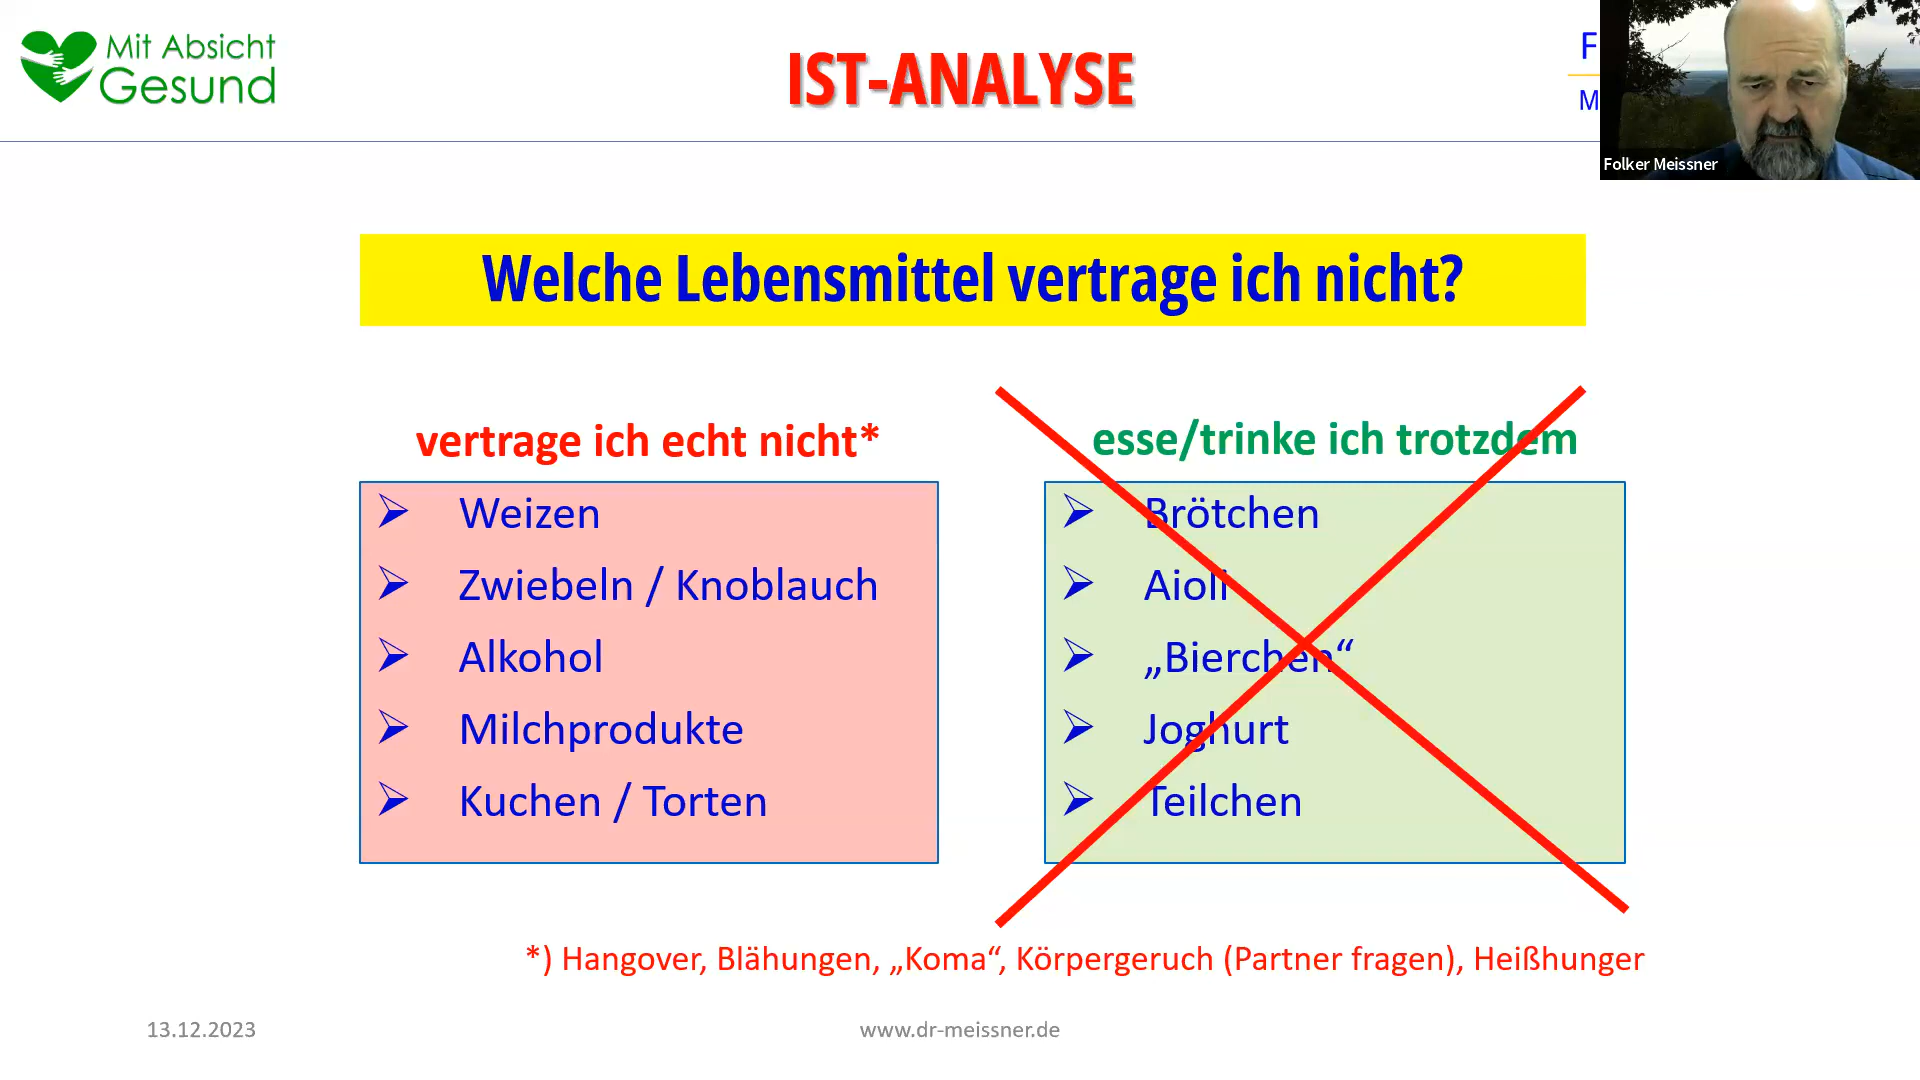 Mit Absicht
Gesund
IST-ANALYSE
F
M
Folker Meissner
Welche Lebensmittel vertrage ich nicht?
vertrage ich echt nicht*
Weizen
Zwiebeln / Knoblauch
Alkohol
Milchprodukte
Kuchen / Torten
esse/trinke ich trotzdem
Brötchen
Aioli
„Bierchen“
Joghurt
Teilchen
*) Hangover, Blähungen, „Koma“, Körpergeruch (Partner fragen), Heißhunger
13.12.2023
www.dr-meissner.de